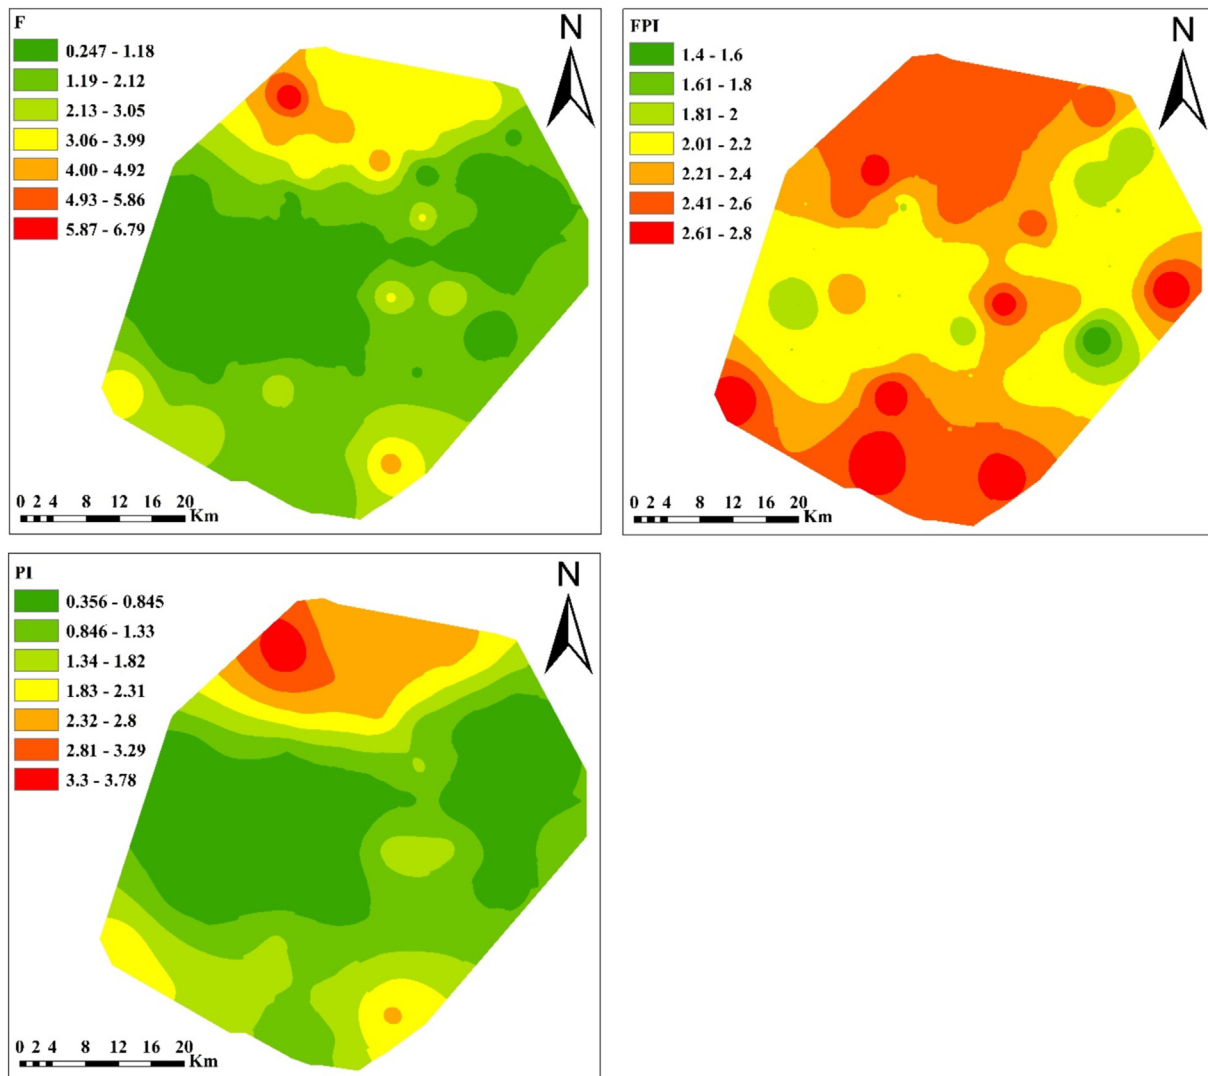 F
0.247 - 1.18
1.19 - 2.12
2.13 - 3.05
3.06 - 3.99
4.00 - 4.92
4.93 - 5.86
5.87 - 6.79
N
0 2 4 8 12 16 20
Km
FPI
1.4 - 1.6
1.61 - 1.8
1.81 - 2
2.01 - 2.2
2.21 - 2.4
2.41 - 2.6
2.61 - 2.8
N
0 2 4 8 12 16 20
Km
PI
0.356 - 0.845
0.846 - 1.33
1.34 - 1.82
1.83 - 2.31
2.32 - 2.8
2.81 - 3.29
3.3 - 3.78
N
0 2 4 8 12 16 20
Km